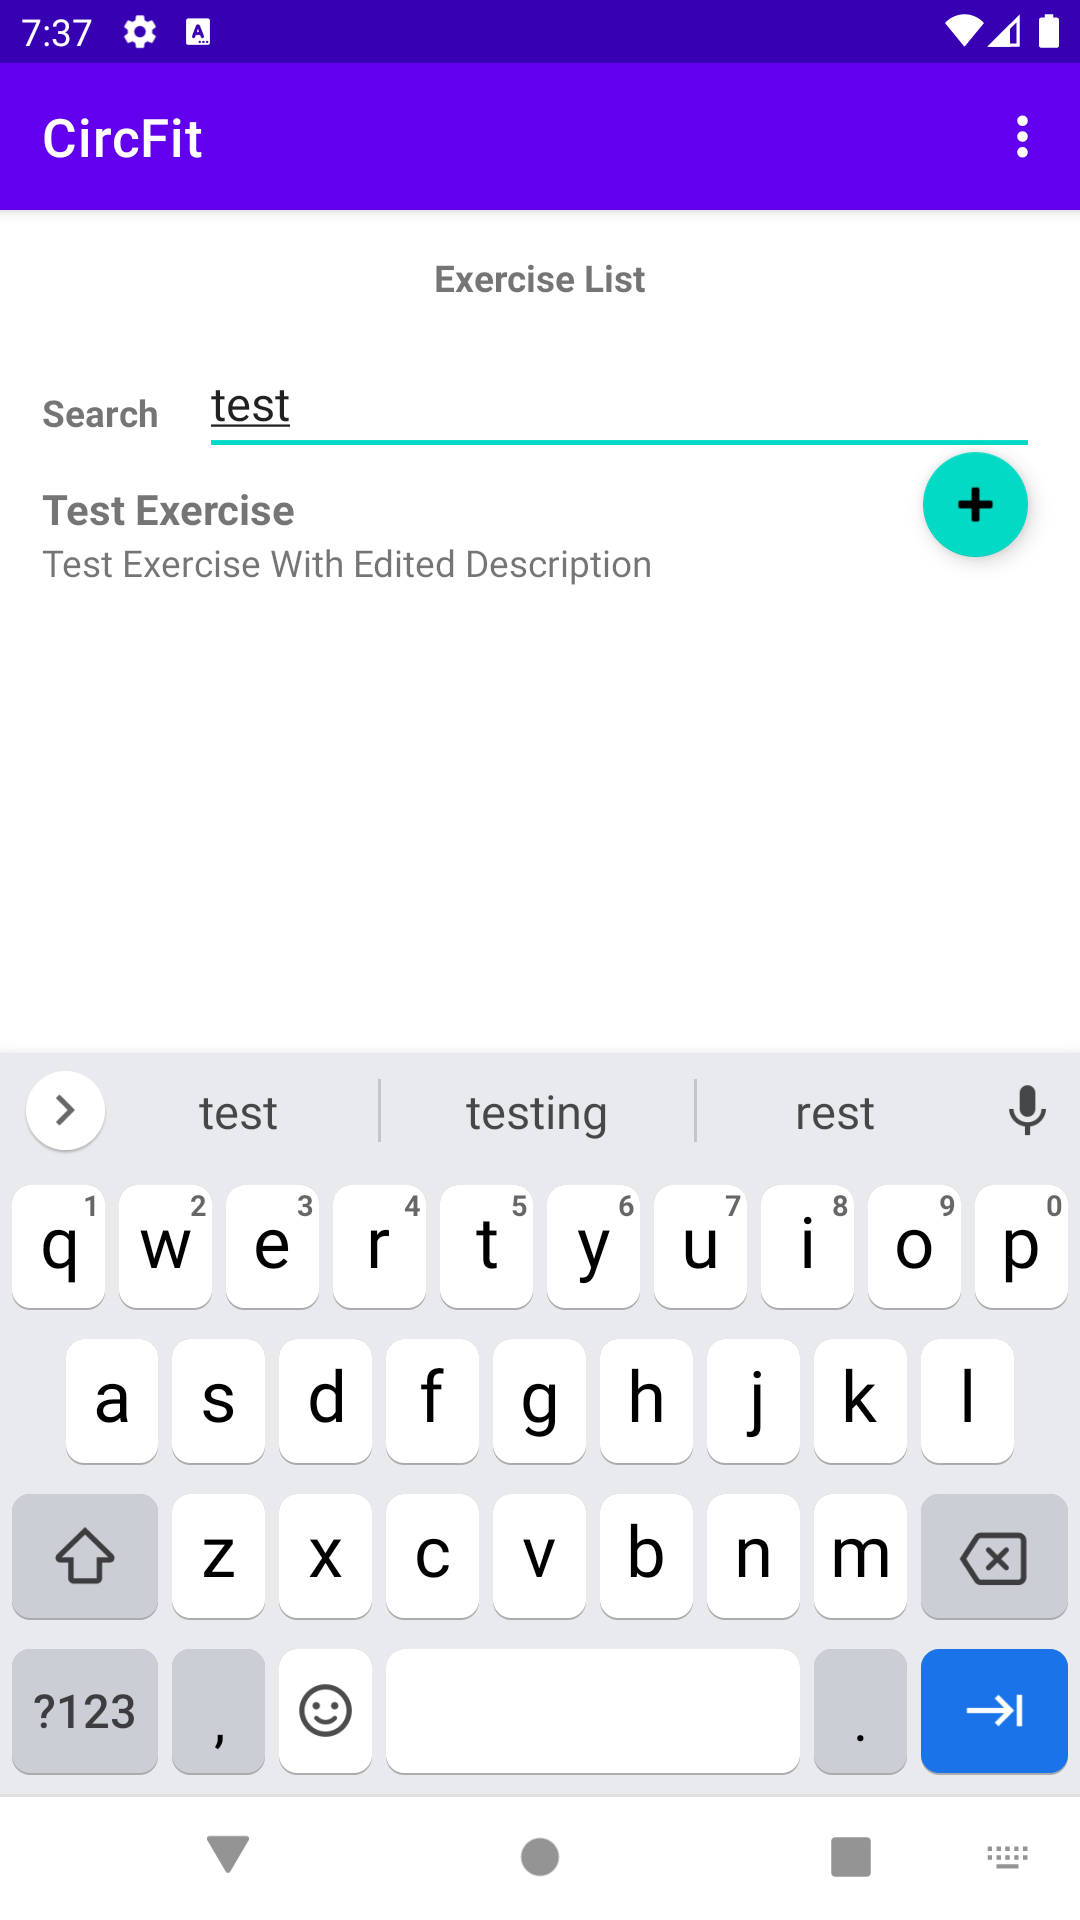 7:37
CircFit
Exercise List
Search test
Test Exercise
Test Exercise With Edited Description
test testing rest
q 1 w 2 e 3 r 4 t 5 y 6 u 7 i 8 o 9 p 0
a s d f g h j k l
z x c v b n m
?123 , .